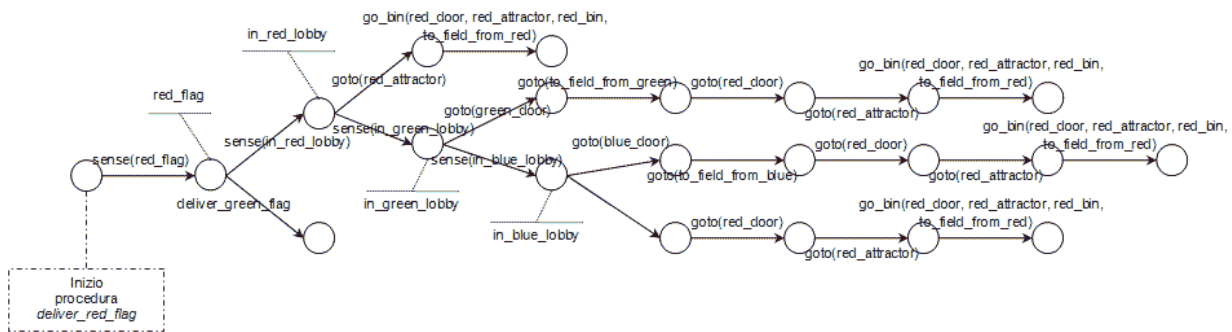 go_bin(red_door, red_attractor, red_bin,
to_field_from_red)
in_red_lobby
goto(red_attractor)
go_bin(red_door, red_attractor, red_bin,
to_field_from_red)
goto(to_field_from_green)
goto(red_door)
red_flag
goto(green_door)
goto(red_attractor)
sense(in_red_lobby)
sense(in_green_lobby)
go_bin(red_door, red_attractor, red_bin,
to_field_from_red)
goto(blue_door)
goto(red_door)
sense(red_flag)
sense(in_blue_lobby)
goto(to_field_from_blue)
goto(red_attractor)
deliver_green_flag
in_green_lobby
in_blue_lobby
go_bin(red_door, red_attractor, red_bin,
to_field_from_red)
goto(red_door)
goto(red_attractor)
Inizio
procedura
deliver_red_flag